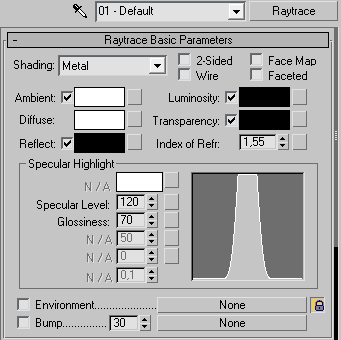 01 - Default Raytrace
- Raytrace Basic Parameters
Shading: Metal 2-Sided Face Map
Wire Faceted
Ambient: Luminosity:
Diffuse: Transparency:
Reflect: Index of Refr: 1,55
Specular Highlight
N / A
Specular Level: 120
Glossiness: 70
N / A 50
N / A 0
N / A 0,1
Environment..................... None
Bump.............. 30 None